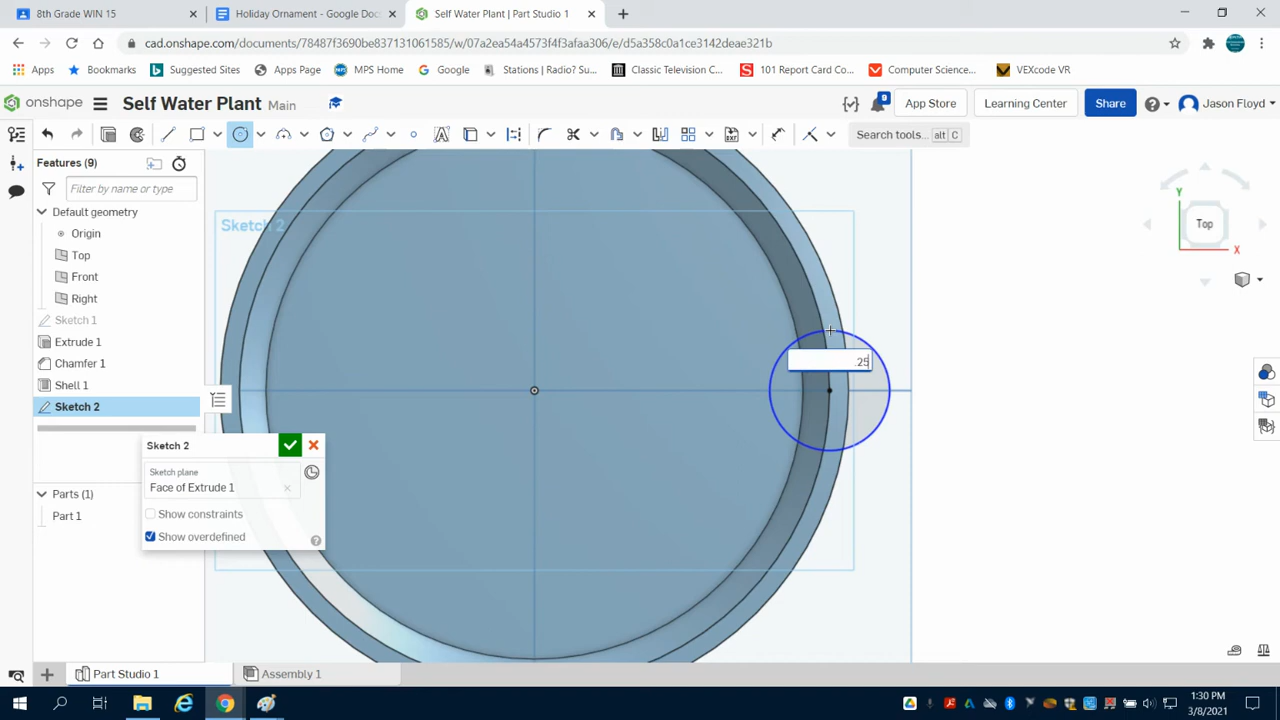 8th Grade WIN 15
Holiday Ornament - Google Doc
Self Water Plant | Part Studio 1
cad.onshape.com/documents/78487f3690be837131061585/w/07a2ea54a4573f4f3afaa306/e/d5a358c0a1ce3142deae321b
Apps
Bookmarks
Suggested Sites
Apps Page
MPS Home
Google
Stations | Radio? Su...
Classic Television C...
101 Report Card Co...
Computer Science...
VEXcode VR
onshape
Self Water Plant Main
9
App Store
Learning Center
Share
Jason Floyd
Search tools... alt C
Features (9)
Filter by name or type
Default geometry
Origin
Top
Front
Right
Sketch 1
Extrude 1
Chamfer 1
Shell 1
Sketch 2
Sketch 2
.25
Y
Top
X
Sketch 2
Sketch plane
Face of Extrude 1
Show constraints
Show overdefined
Parts (1)
Part 1
Part Studio 1
Assembly 1
1:30 PM
3/8/2021